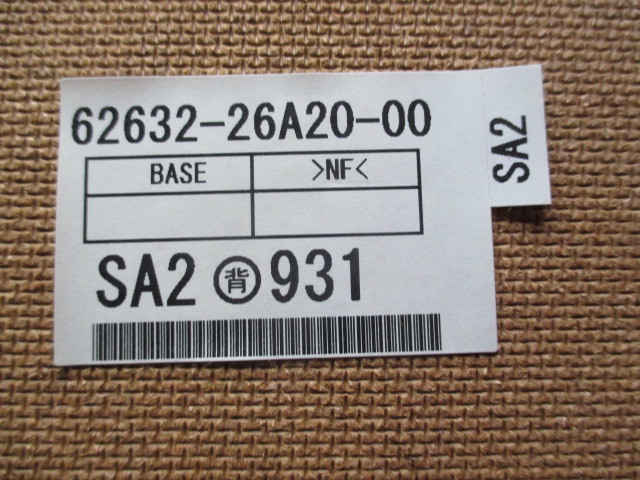 62632-26A20-00
BASE >NF<
SA2 背 931
SA2